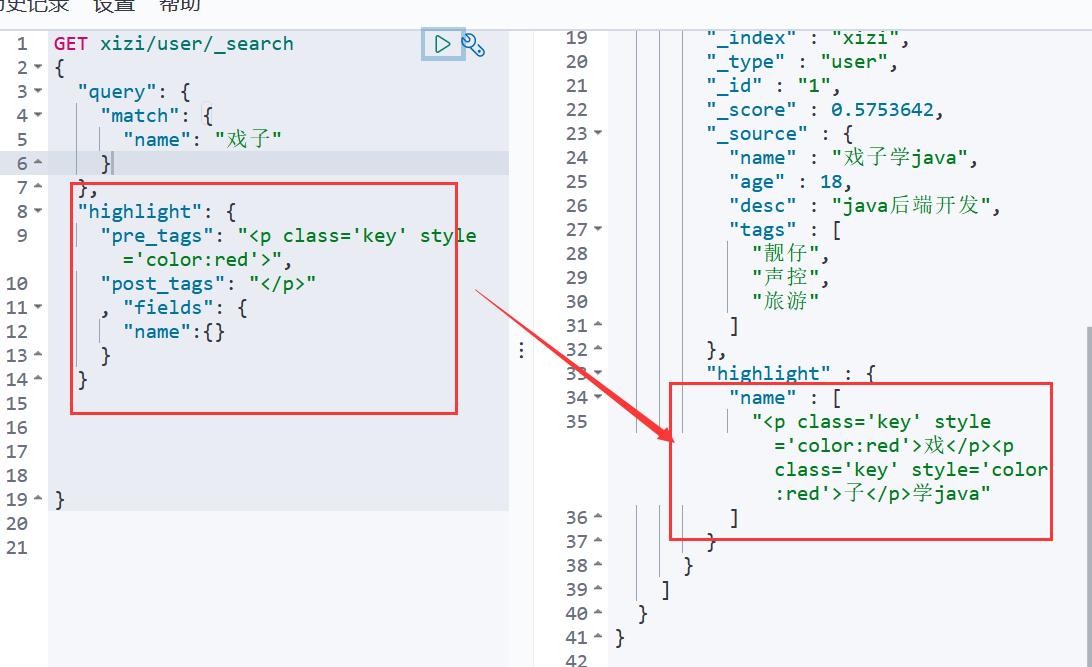 历史记录 设置 帮助
1 GET xizi/user/_search
2 {
3 "query": {
4 "match": {
5 "name": "戏子"
6 }
7 },
8 "highlight": {
9 "pre_tags": "<p class='key' style
='color:red'>",
10 "post_tags": "</p>"
11 , "fields": {
12 "name":{}
13 }
14 }
15
16
17
18
19 }
20
21
19 "_index" : "xizi",
20 "_type" : "user",
21 "_id" : "1",
22 "_score" : 0.5753642,
23 "_source" : {
24 "name" : "戏子学java",
25 "age" : 18,
26 "desc" : "java后端开发",
27 "tags" : [
28 "靓仔",
29 "声控",
30 "旅游"
31 ]
32 },
33 "highlight" : {
34 "name" : [
35 "<p class='key' style
='color:red'>戏</p><p
class='key' style='color
:red'>子</p>学java"
36 ]
37 }
38 }
39 ]
40 }
41 }
42